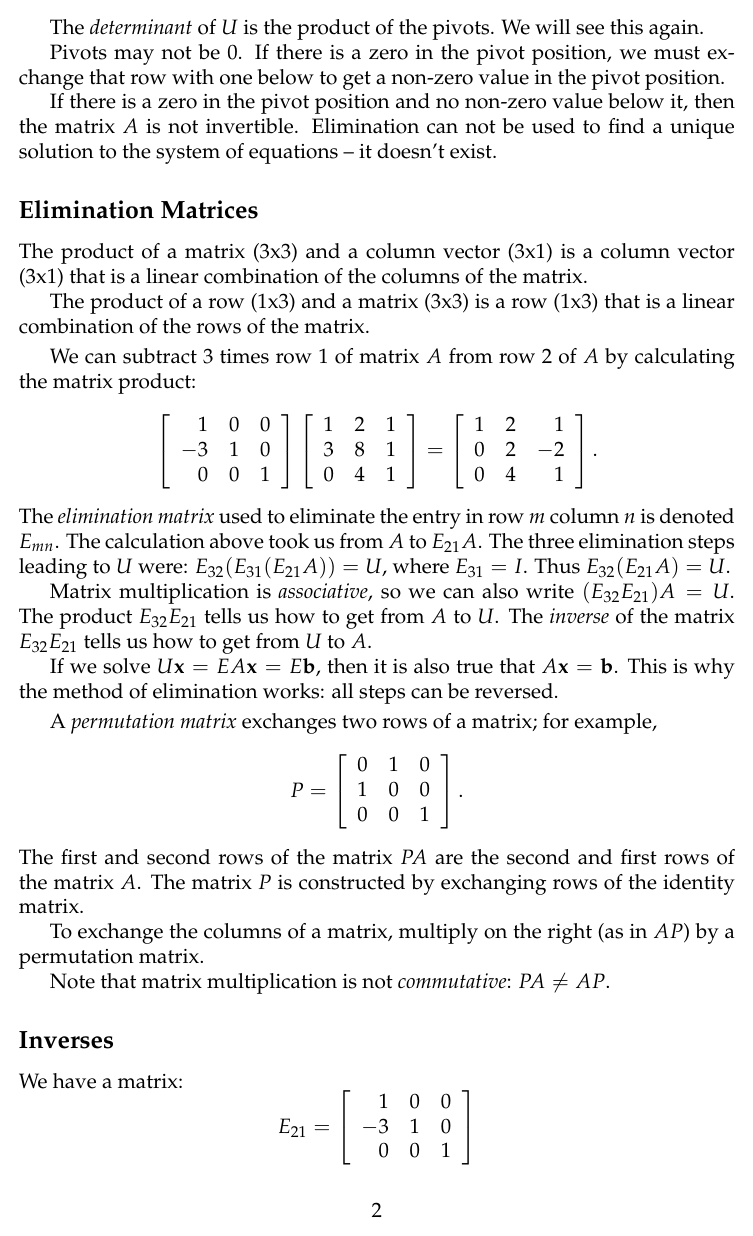 The determinant of U is the product of the pivots. We will see this again.
Pivots may not be 0. If there is a zero in the pivot position, we must ex-
change that row with one below to get a non-zero value in the pivot position.
If there is a zero in the pivot position and no non-zero value below it, then
the matrix A is not invertible. Elimination can not be used to find a unique
solution to the system of equations – it doesn't exist.
Elimination Matrices
The product of a matrix (3x3) and a column vector (3x1) is a column vector
(3x1) that is a linear combination of the columns of the matrix.
The product of a row (1x3) and a matrix (3x3) is a row (1x3) that is a linear
combination of the rows of the matrix.
We can subtract 3 times row 1 of matrix A from row 2 of A by calculating
the matrix product:
[ 1 0 0 ] [ 1 2 1 ] [ 1 2 1 ]
[ −3 1 0 ] [ 3 8 1 ] = [ 0 2 −2 ] .
[ 0 0 1 ] [ 0 4 1 ] [ 0 4 1 ]
The elimination matrix used to eliminate the entry in row m column n is denoted
Eₘₙ. The calculation above took us from A to E₂₁A. The three elimination steps
leading to U were: E₃₂(E₃₁(E₂₁A)) = U, where E₃₁ = I. Thus E₃₂(E₂₁A) = U.
Matrix multiplication is associative, so we can also write (E₃₂E₂₁)A = U.
The product E₃₂E₂₁ tells us how to get from A to U. The inverse of the matrix
E₃₂E₂₁ tells us how to get from U to A.
If we solve Ux = EAx = Eb, then it is also true that Ax = b. This is why
the method of elimination works: all steps can be reversed.
A permutation matrix exchanges two rows of a matrix; for example,
[ 0 1 0 ]
P = [ 1 0 0 ] .
[ 0 0 1 ]
The first and second rows of the matrix PA are the second and first rows of
the matrix A. The matrix P is constructed by exchanging rows of the identity
matrix.
To exchange the columns of a matrix, multiply on the right (as in AP) by a
permutation matrix.
Note that matrix multiplication is not commutative: PA ≠ AP.
Inverses
We have a matrix:
[ 1 0 0 ]
E₂₁ = [ −3 1 0 ]
[ 0 0 1 ]
2